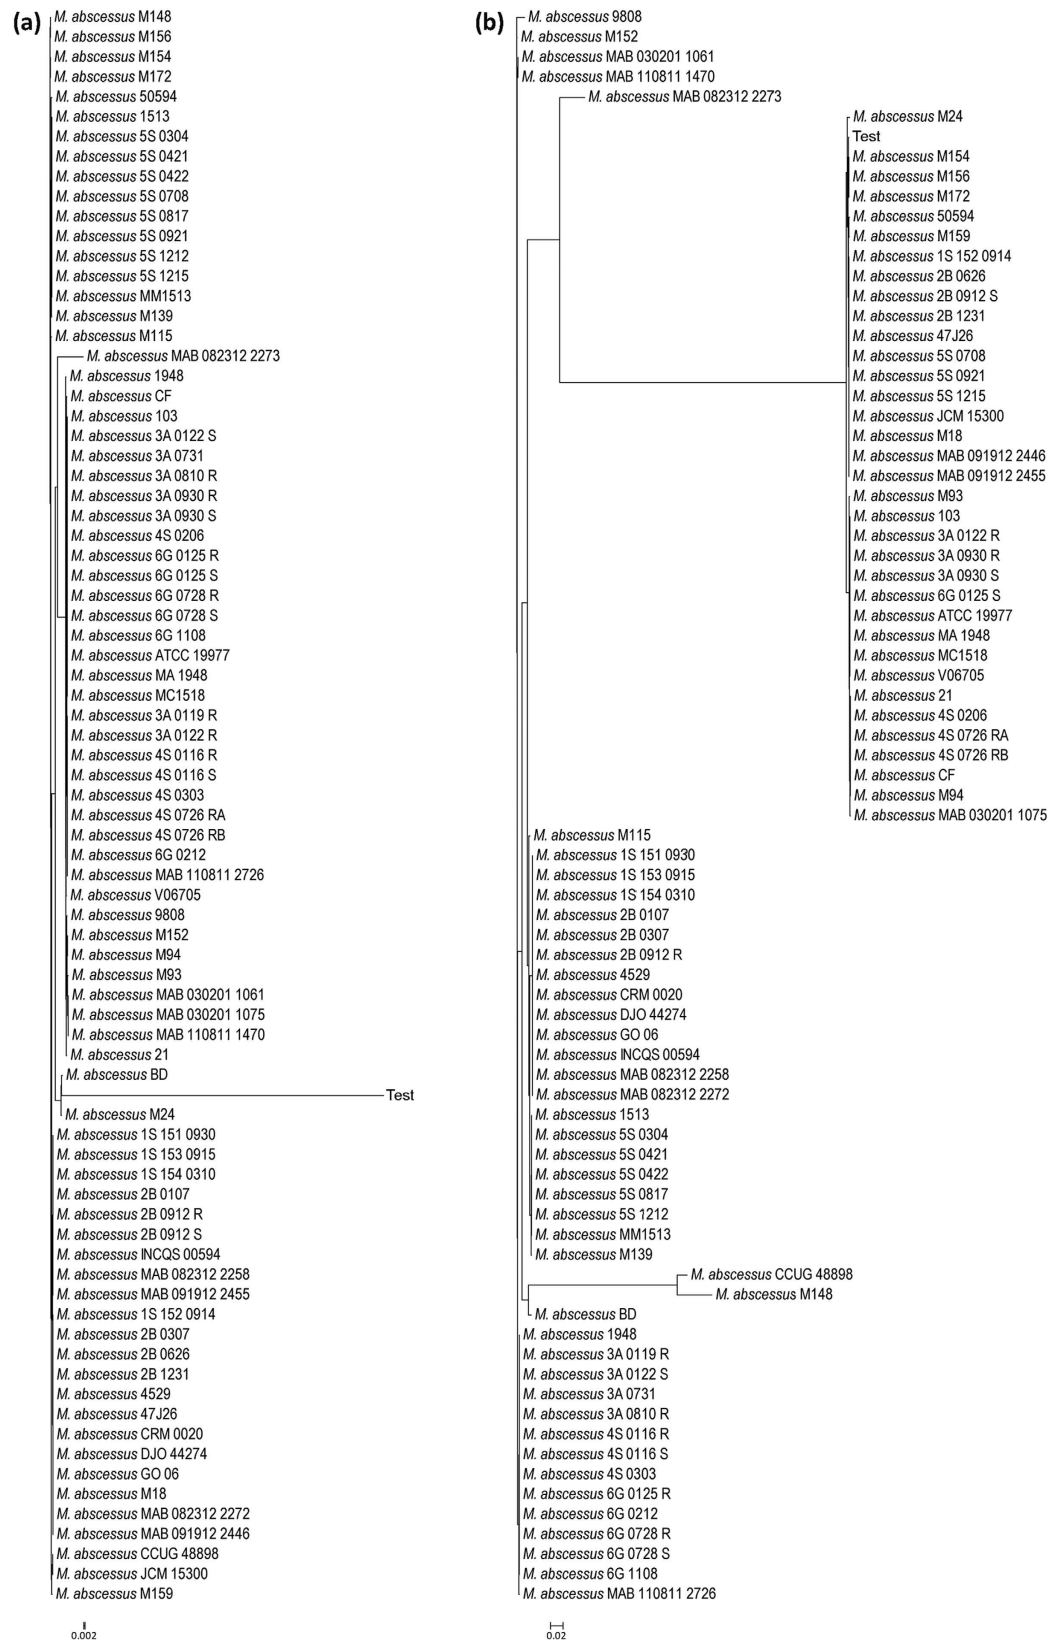 (a)
M. abscessus M148
M. abscessus M156
M. abscessus M154
M. abscessus M172
M. abscessus 50594
M. abscessus 1513
M. abscessus 5S 0304
M. abscessus 5S 0421
M. abscessus 5S 0422
M. abscessus 5S 0708
M. abscessus 5S 0817
M. abscessus 5S 0921
M. abscessus 5S 1212
M. abscessus 5S 1215
M. abscessus MM1513
M. abscessus M139
M. abscessus M115
M. abscessus MAB 082312 2273
M. abscessus 1948
M. abscessus CF
M. abscessus 103
M. abscessus 3A 0122 S
M. abscessus 3A 0731
M. abscessus 3A 0810 R
M. abscessus 3A 0930 R
M. abscessus 3A 0930 S
M. abscessus 4S 0206
M. abscessus 6G 0125 R
M. abscessus 6G 0125 S
M. abscessus 6G 0728 R
M. abscessus 6G 0728 S
M. abscessus 6G 1108
M. abscessus ATCC 19977
M. abscessus MA 1948
M. abscessus MC1518
M. abscessus 3A 0119 R
M. abscessus 3A 0122 R
M. abscessus 4S 0116 R
M. abscessus 4S 0116 S
M. abscessus 4S 0303
M. abscessus 4S 0726 RA
M. abscessus 4S 0726 RB
M. abscessus 6G 0212
M. abscessus MAB 110811 2726
M. abscessus V06705
M. abscessus 9808
M. abscessus M152
M. abscessus M94
M. abscessus M93
M. abscessus MAB 030201 1061
M. abscessus MAB 030201 1075
M. abscessus MAB 110811 1470
M. abscessus 21
M. abscessus BD
Test
M. abscessus M24
M. abscessus 1S 151 0930
M. abscessus 1S 153 0915
M. abscessus 1S 154 0310
M. abscessus 2B 0107
M. abscessus 2B 0912 R
M. abscessus 2B 0912 S
M. abscessus INCQS 00594
M. abscessus MAB 082312 2258
M. abscessus MAB 091912 2455
M. abscessus 1S 152 0914
M. abscessus 2B 0307
M. abscessus 2B 0626
M. abscessus 2B 1231
M. abscessus 4529
M. abscessus 47J26
M. abscessus CRM 0020
M. abscessus DJO 44274
M. abscessus GO 06
M. abscessus M18
M. abscessus MAB 082312 2272
M. abscessus MAB 091912 2446
M. abscessus CCUG 48898
M. abscessus JCM 15300
M. abscessus M159
0.002
(b)
M. abscessus 9808
M. abscessus M152
M. abscessus MAB 030201 1061
M. abscessus MAB 110811 1470
M. abscessus MAB 082312 2273
M. abscessus M24
Test
M. abscessus M154
M. abscessus M156
M. abscessus M172
M. abscessus 50594
M. abscessus M159
M. abscessus 1S 152 0914
M. abscessus 2B 0626
M. abscessus 2B 0912 S
M. abscessus 2B 1231
M. abscessus 47J26
M. abscessus 5S 0708
M. abscessus 5S 0921
M. abscessus 5S 1215
M. abscessus JCM 15300
M. abscessus M18
M. abscessus MAB 091912 2446
M. abscessus MAB 091912 2455
M. abscessus M93
M. abscessus 103
M. abscessus 3A 0122 R
M. abscessus 3A 0930 R
M. abscessus 3A 0930 S
M. abscessus 6G 0125 S
M. abscessus ATCC 19977
M. abscessus MA 1948
M. abscessus MC1518
M. abscessus V06705
M. abscessus 21
M. abscessus 4S 0206
M. abscessus 4S 0726 RA
M. abscessus 4S 0726 RB
M. abscessus CF
M. abscessus M94
M. abscessus MAB 030201 1075
M. abscessus M115
M. abscessus 1S 151 0930
M. abscessus 1S 153 0915
M. abscessus 1S 154 0310
M. abscessus 2B 0107
M. abscessus 2B 0307
M. abscessus 2B 0912 R
M. abscessus 4529
M. abscessus CRM 0020
M. abscessus DJO 44274
M. abscessus GO 06
M. abscessus INCQS 00594
M. abscessus MAB 082312 2258
M. abscessus MAB 082312 2272
M. abscessus 1513
M. abscessus 5S 0304
M. abscessus 5S 0421
M. abscessus 5S 0422
M. abscessus 5S 0817
M. abscessus 5S 1212
M. abscessus MM1513
M. abscessus M139
M. abscessus CCUG 48898
M. abscessus M148
M. abscessus BD
M. abscessus 1948
M. abscessus 3A 0119 R
M. abscessus 3A 0122 S
M. abscessus 3A 0731
M. abscessus 3A 0810 R
M. abscessus 4S 0116 R
M. abscessus 4S 0116 S
M. abscessus 4S 0303
M. abscessus 6G 0125 R
M. abscessus 6G 0212
M. abscessus 6G 0728 R
M. abscessus 6G 0728 S
M. abscessus 6G 1108
M. abscessus MAB 110811 2726
0.02